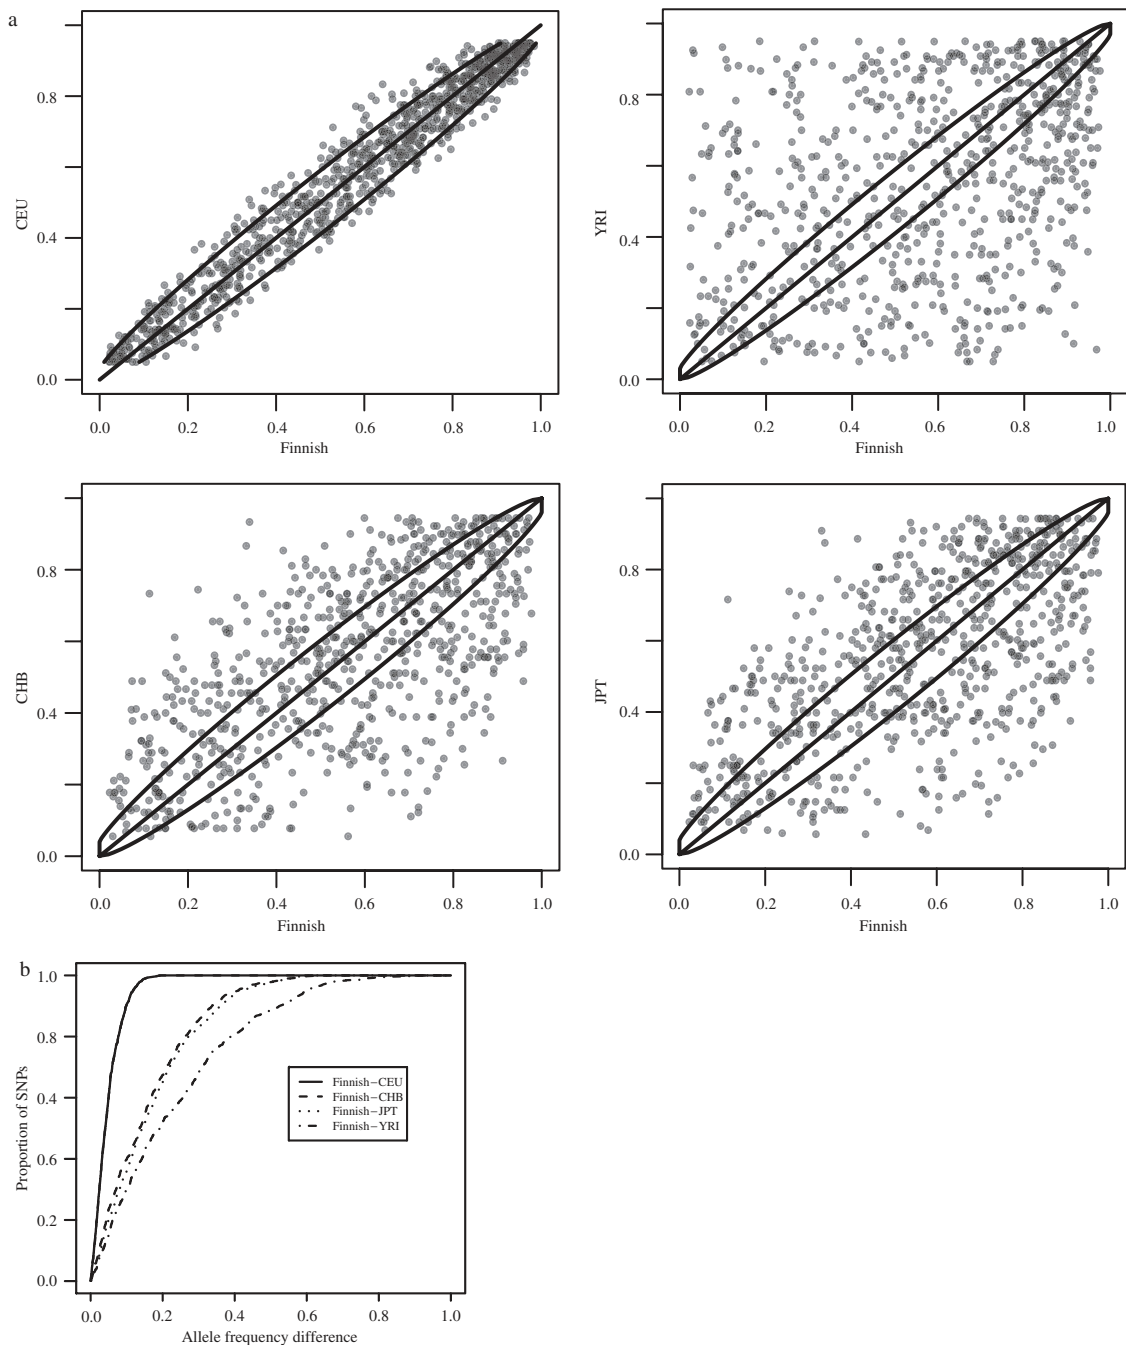 a
CEU
0.8
0.4
0.0
0.0 0.2 0.4 0.6 0.8 1.0
Finnish
YRI
0.8
0.4
0.0
0.0 0.2 0.4 0.6 0.8 1.0
Finnish
CHB
0.8
0.4
0.0
0.0 0.2 0.4 0.6 0.8 1.0
Finnish
JPT
0.8
0.4
0.0
0.0 0.2 0.4 0.6 0.8 1.0
Finnish
b
Proportion of SNPs
1.0
0.8
0.4
0.6
0.2
0.0
Finnish–CEU
Finnish–CHB
Finnish–JPT
Finnish–YRI
0.0 0.2 0.4 0.6 0.8 1.0
Allele frequency difference